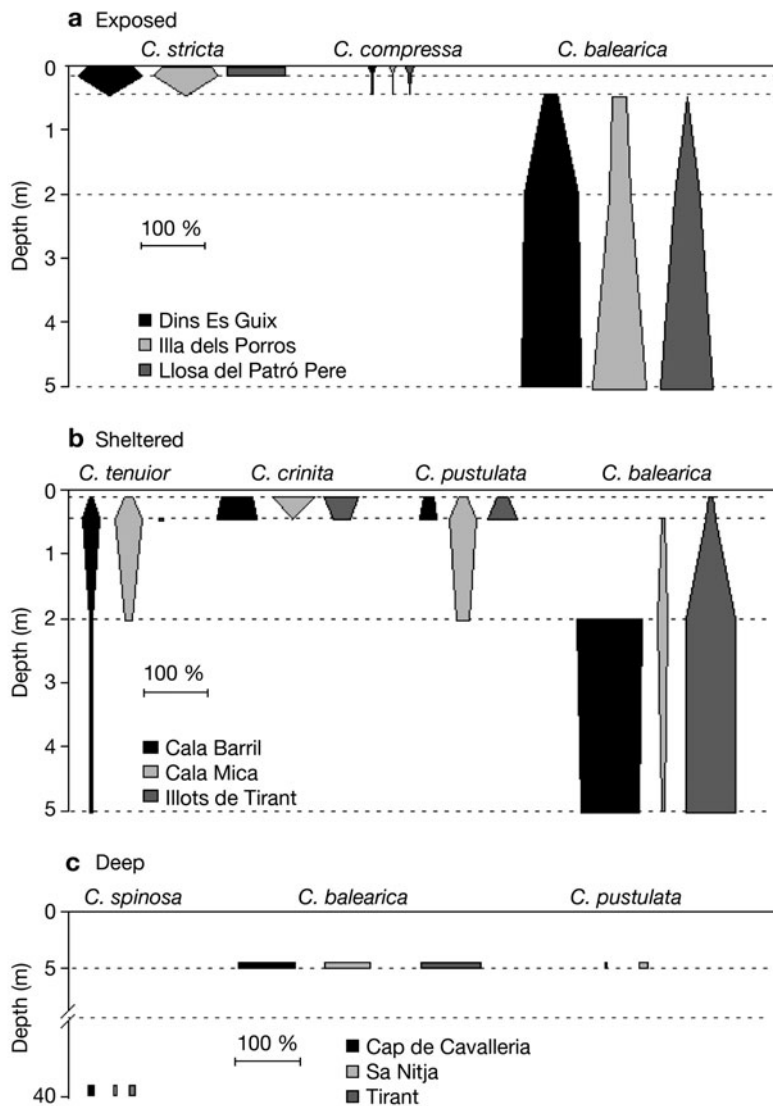 a Exposed
C. stricta C. compressa C. balearica
0
1
2
3
4
5
Depth (m)
100 %
Dins Es Guix
Illa dels Porros
Llosa del Patró Pere
b Sheltered
C. tenuior C. crinita C. pustulata C. balearica
0
1
2
3
4
5
Depth (m)
100 %
Cala Barril
Cala Mica
Illots de Tirant
c Deep
C. spinosa C. balearica C. pustulata
0
5
40
Depth (m)
100 %
Cap de Cavalleria
Sa Nitja
Tirant